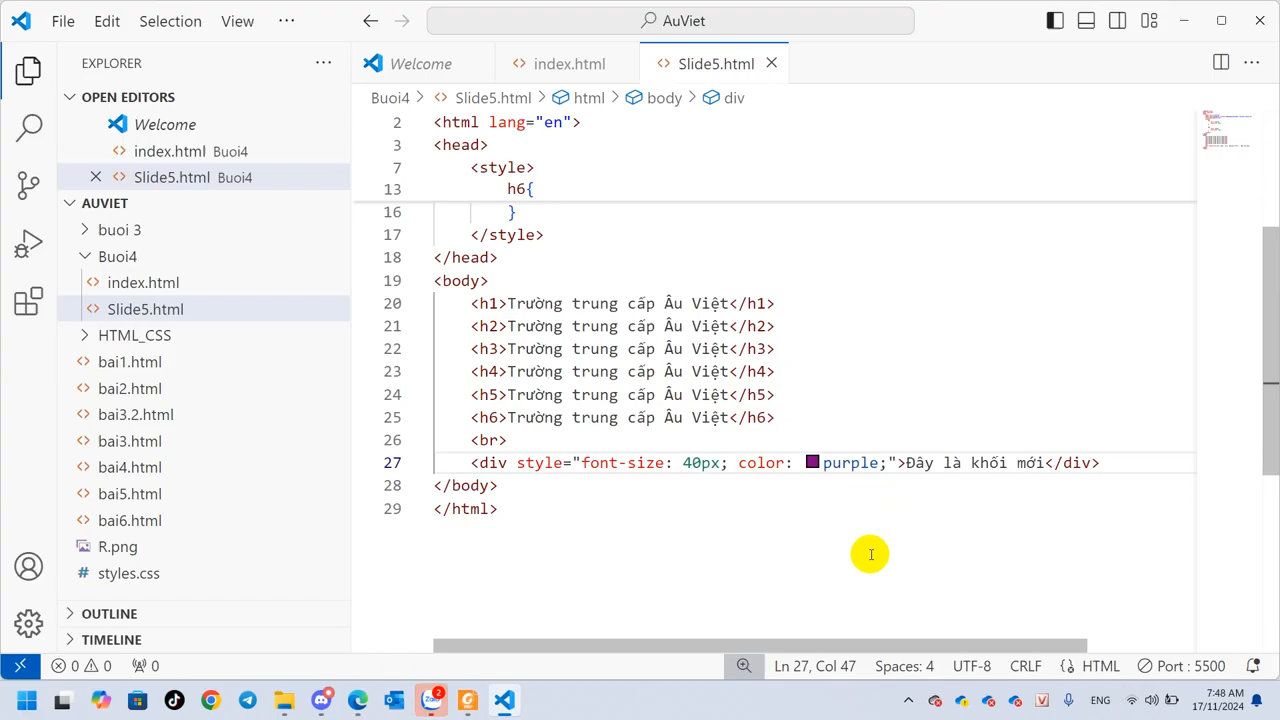 File Edit Selection View ··· AuViet
EXPLORER ···
OPEN EDITORS
Welcome
index.html Buoi4
Slide5.html Buoi4
AUVIET
buoi 3
Buoi4
index.html
Slide5.html
HTML_CSS
bai1.html
bai2.html
bai3.2.html
bai3.html
bai4.html
bai5.html
bai6.html
R.png
# styles.css
OUTLINE
TIMELINE
Welcome index.html Slide5.html
Buoi4 > Slide5.html > html > body > div
2 <html lang="en">
3 <head>
7 <style>
13 h6{
16 }
17 </style>
18 </head>
19 <body>
20 <h1>Trường trung cấp Âu Việt</h1>
21 <h2>Trường trung cấp Âu Việt</h2>
22 <h3>Trường trung cấp Âu Việt</h3>
23 <h4>Trường trung cấp Âu Việt</h4>
24 <h5>Trường trung cấp Âu Việt</h5>
25 <h6>Trường trung cấp Âu Việt</h6>
26 <br>
27 <div style="font-size: 40px; color: purple;">Đây là khối mới</div>
28 </body>
29 </html>
0 0 0 Ln 27, Col 47 Spaces: 4 UTF-8 CRLF HTML Port : 5500
Zalo 2 ENG 7:48 AM
17/11/2024